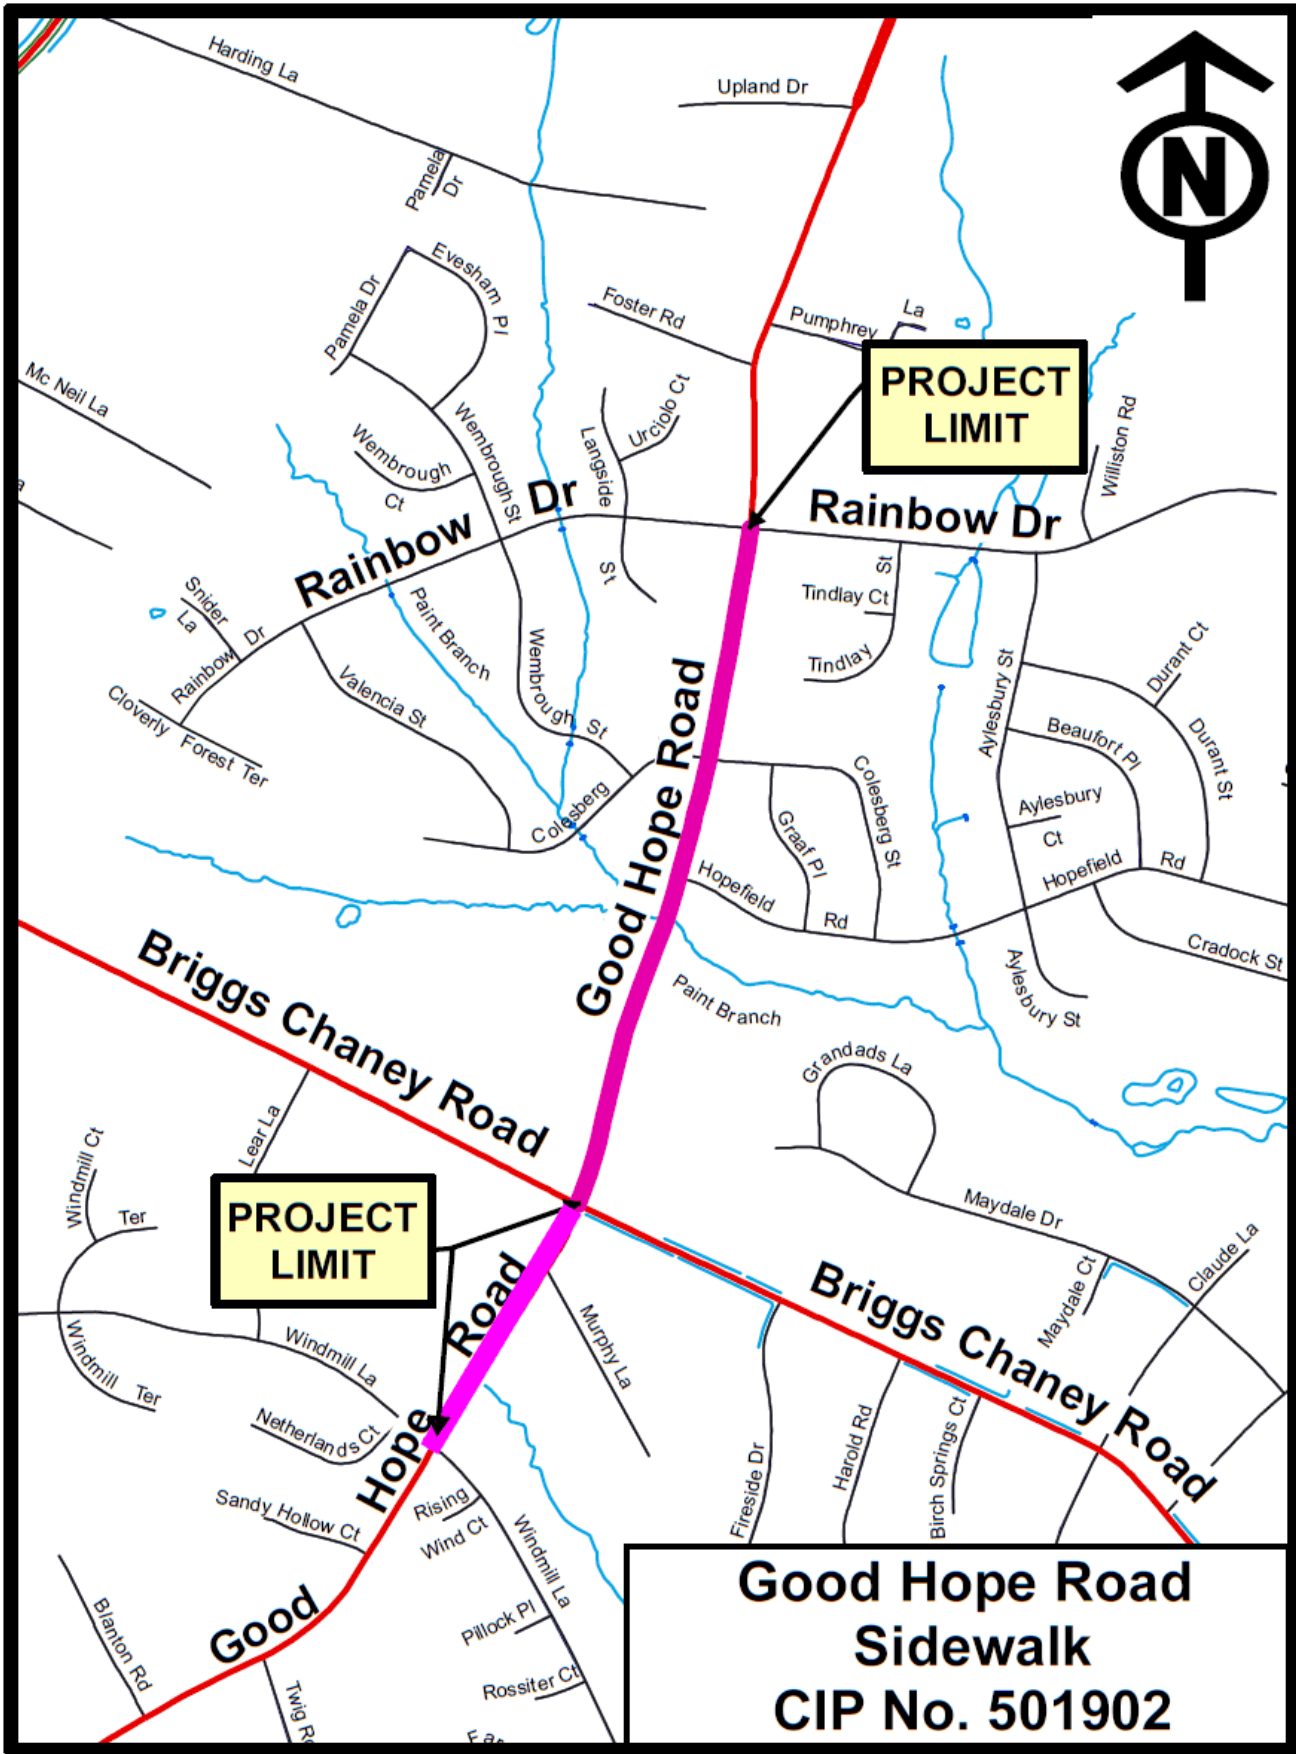 Harding La
Upland Dr
N
Pamela
Dr
Evesham Pl
Pamela Dr
Foster Rd
Pumphrey
La
PROJECT
LIMIT
Mc Neil La
Urciolo Ct
Langside
St
Wembrough St
Wembrough
Ct
Williston Rd
Rainbow Dr
Rainbow Dr
Snider
La
Rainbow
Dr
Paint Branch
Tindlay Ct
St
Tindlay
Cloverly Forest Ter
Valencia St
Wembrough St
Colesberg
Good Hope Road
Aylesbury St
Durant Ct
Durant St
Beaufort Pl
Colesberg St
Graaf Pl
Aylesbury
Ct
Hopefield
Rd
Hopefield
Rd
Cradock St
Aylesbury St
Paint Branch
Briggs Chaney Road
Grandads La
Lear La
Windmill Ct
Ter
PROJECT
LIMIT
Maydale Dr
Claude La
Maydale Ct
Briggs Chaney Road
Murphy La
Windmill Ter
Windmill La
Netherlands Ct
Good Hope Road
Sandy Hollow Ct
Rising
Wind Ct
Windmill La
Fireside Dr
Harold Rd
Birch Springs Ct
Blanton Rd
Twig
Pillock Pl
Rossiter Ct
Good Hope Road
Sidewalk
CIP No. 501902